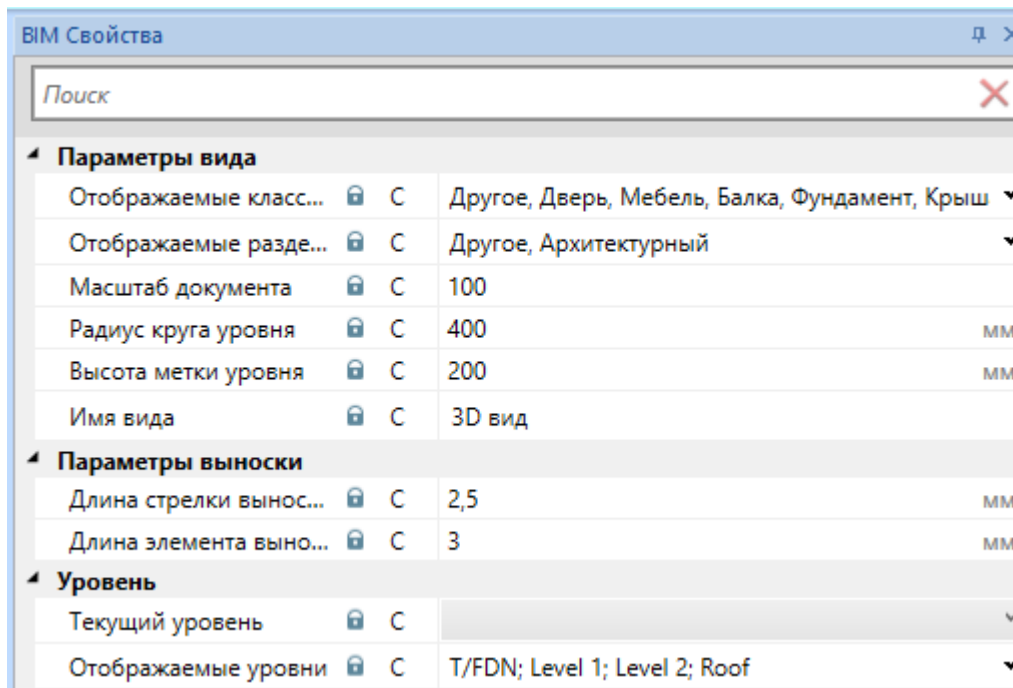 BIM Свойства
Поиск
Параметры вида
Отображаемые класс... С Другое, Дверь, Мебель, Балка, Фундамент, Крыш
Отображаемые разде... С Другое, Архитектурный
Масштаб документа С 100
Радиус круга уровня С 400 мм
Высота метки уровня С 200 мм
Имя вида С 3D вид
Параметры выноски
Длина стрелки вынос... С 2,5 мм
Длина элемента выно... С 3 мм
Уровень
Текущий уровень С
Отображаемые уровни С T/FDN; Level 1; Level 2; Roof